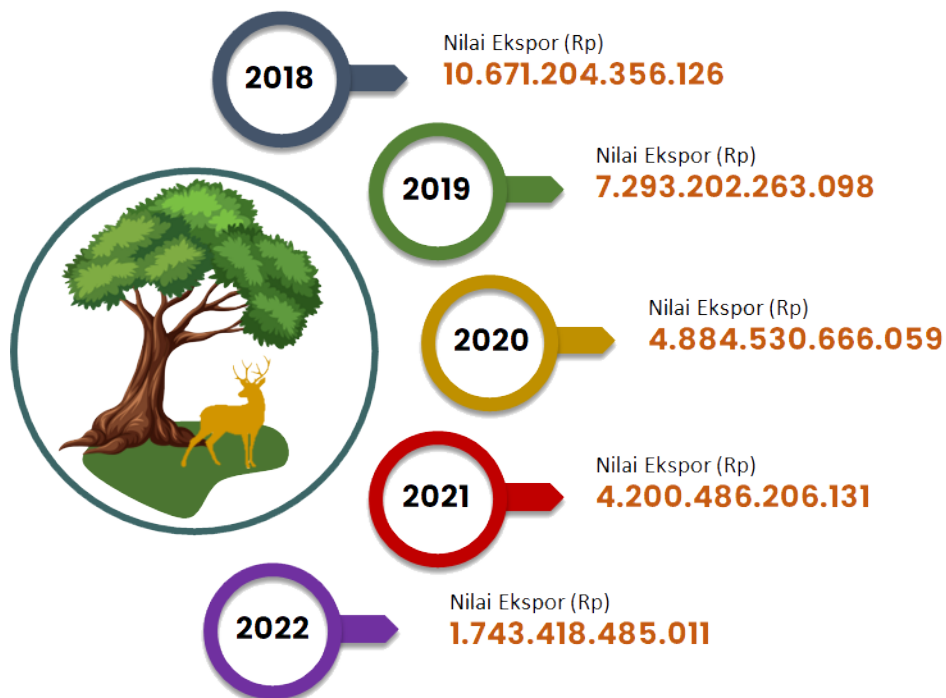 2018
Nilai Ekspor (Rp)
10.671.204.356.126
2019
Nilai Ekspor (Rp)
7.293.202.263.098
2020
Nilai Ekspor (Rp)
4.884.530.666.059
2021
Nilai Ekspor (Rp)
4.200.486.206.131
2022
Nilai Ekspor (Rp)
1.743.418.485.011